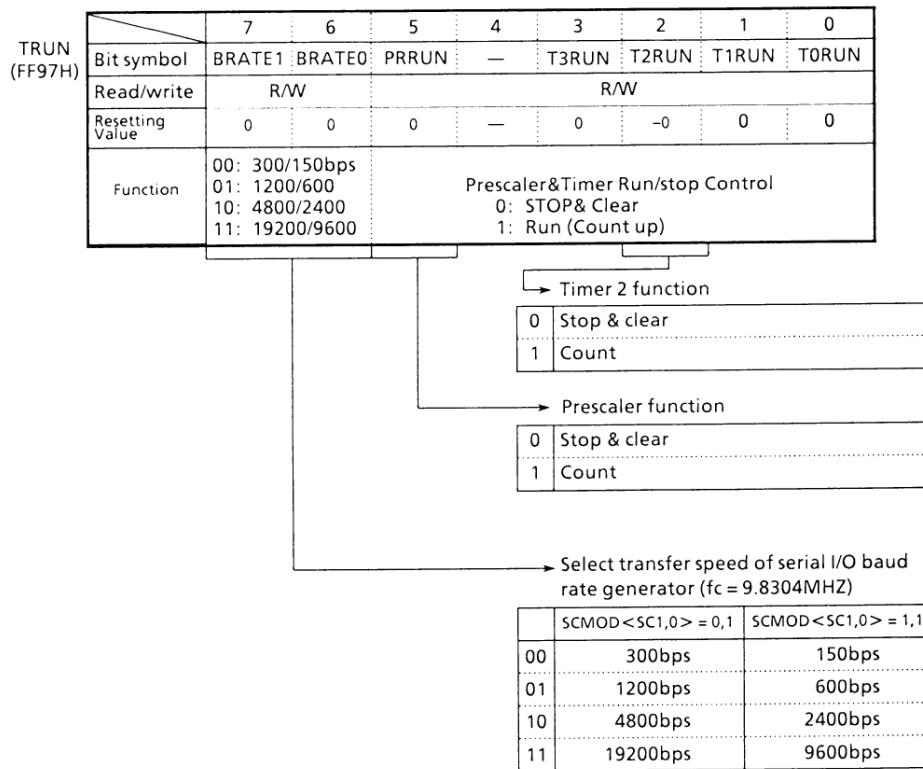 7 6 5 4 3 2 1 0
TRUN
(FF97H)
Bit symbol BRATE1 BRATE0 PRRUN — T3RUN T2RUN T1RUN T0RUN
Read/write R/W R/W
Resetting Value 0 0 0 — 0 –0 0 0
Function
00: 300/150bps
01: 1200/600
10: 4800/2400
11: 19200/9600
Prescaler&Timer Run/stop Control
0: STOP& Clear
1: Run (Count up)
Timer 2 function
0 Stop & clear
1 Count
Prescaler function
0 Stop & clear
1 Count
Select transfer speed of serial I/O baud
rate generator (fc = 9.8304MHZ)
SCMOD<SC1,0> = 0,1 SCMOD<SC1,0> = 1,1
00 300bps 150bps
01 1200bps 600bps
10 4800bps 2400bps
11 19200bps 9600bps